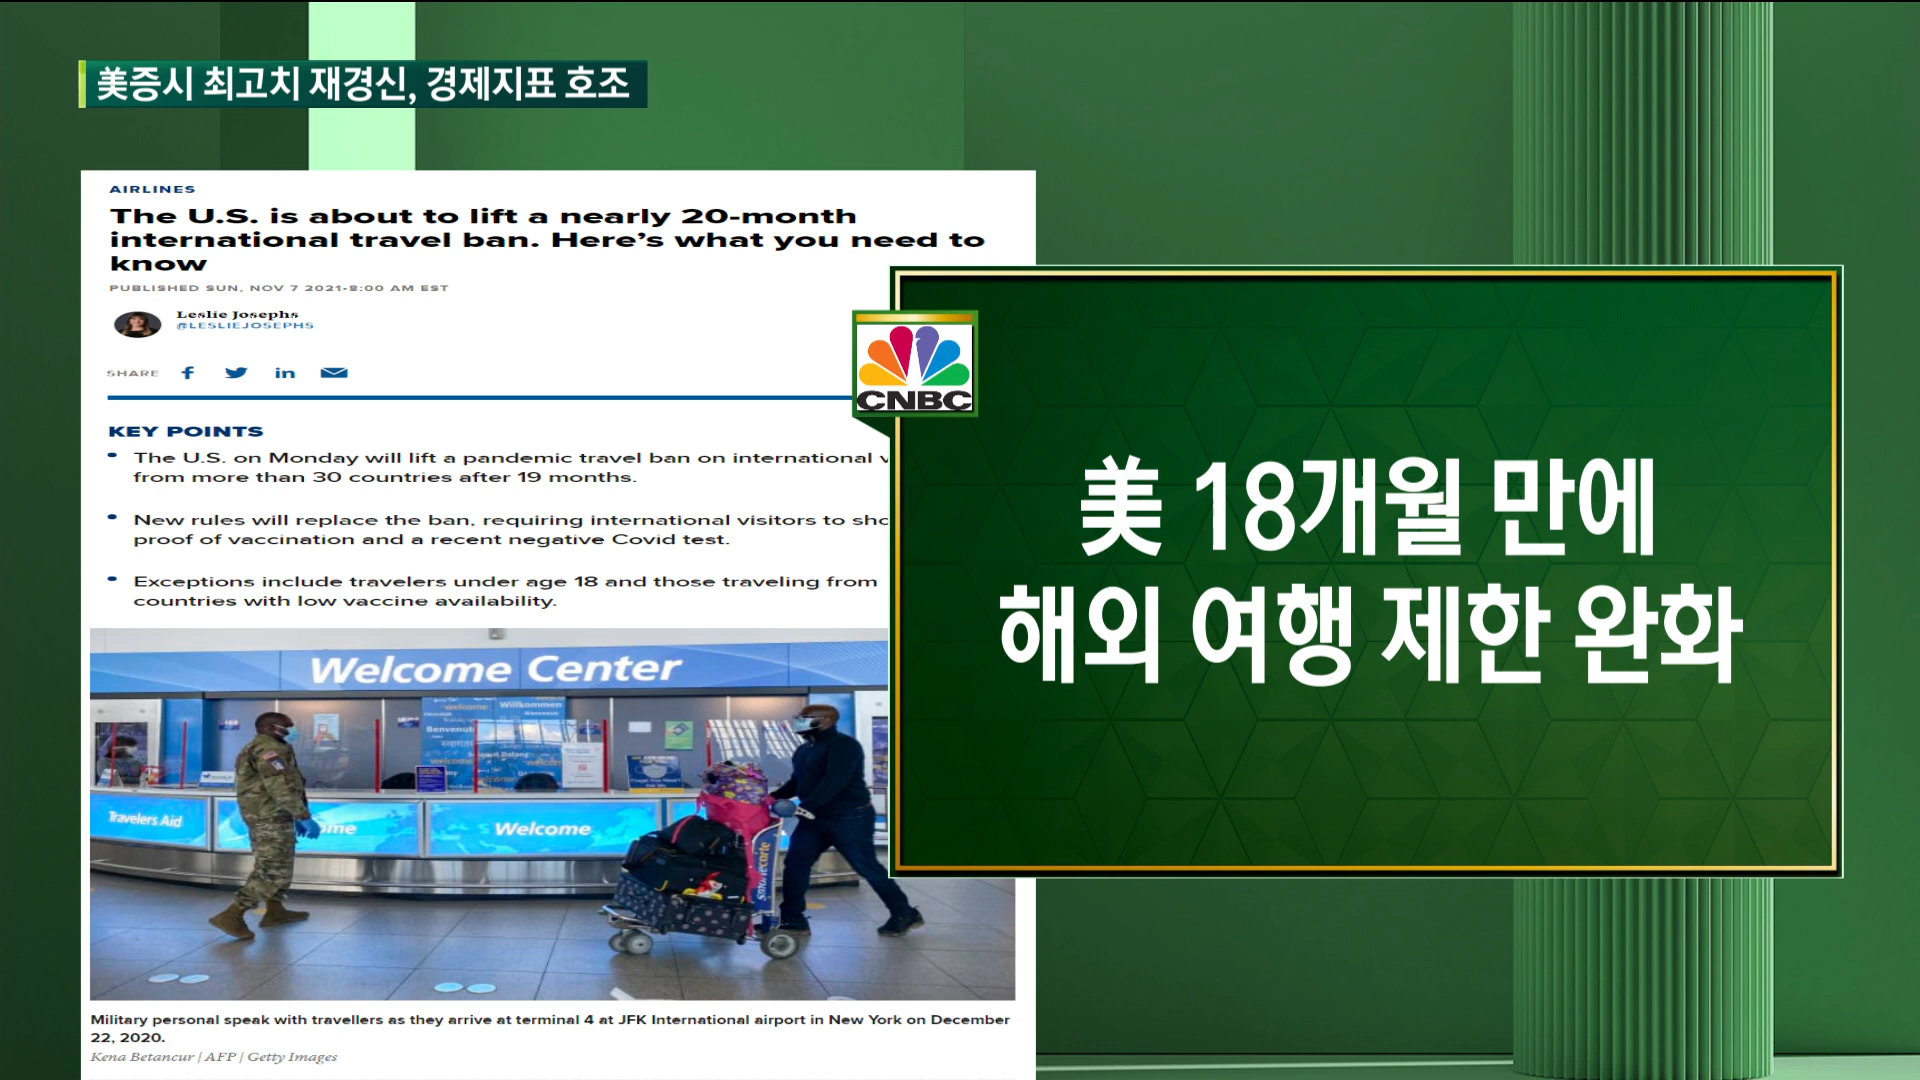 美증시 최고치 재경신, 경제지표 호조
AIRLINES
The U.S. is about to lift a nearly 20-month
international travel ban. Here's what you need to
know
PUBLISHED SUN, NOV 7 2021•8:00 AM EST
Leslie Josephs
@LESLIEJOSEPHS
SHARE
KEY POINTS
• The U.S. on Monday will lift a pandemic travel ban on international
from more than 30 countries after 19 months.
• New rules will replace the ban, requiring international visitors to sho
proof of vaccination and a recent negative Covid test.
• Exceptions include travelers under age 18 and those traveling from
countries with low vaccine availability.
CNBC
美 18개월 만에
해외 여행 제한 완화
Welcome Center
welcome Willkommen
Benvenuti
Travelers Aid
Welcome
smartecarte
Military personal speak with travellers as they arrive at terminal 4 at JFK International airport in New York on December
22, 2020.
Kena Betancur | AFP | Getty Images